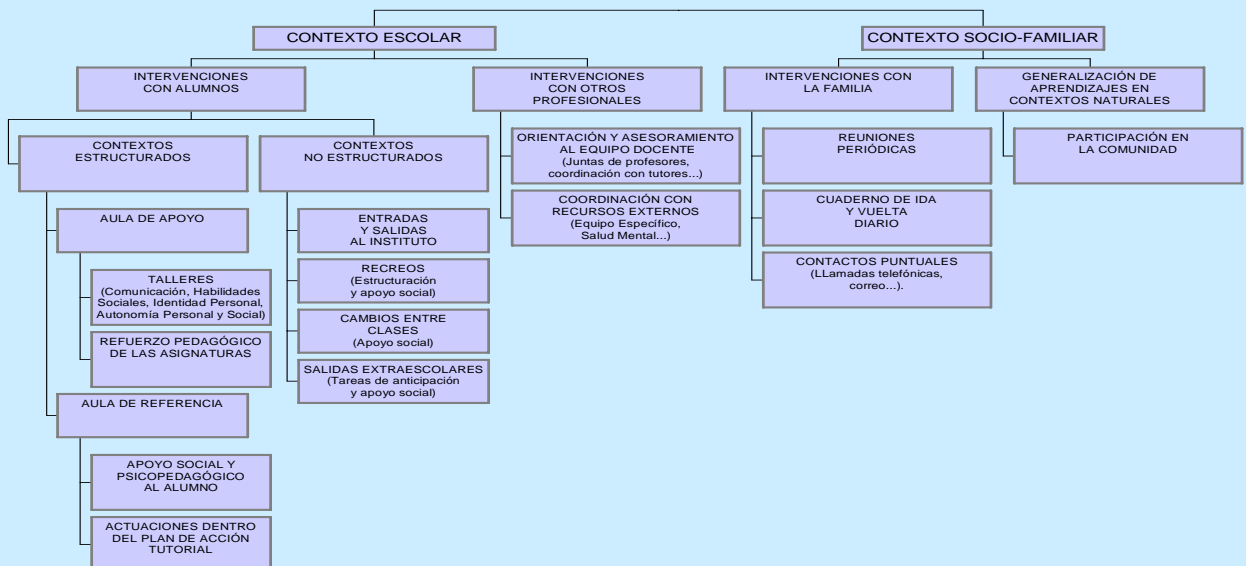 CONTEXTO ESCOLAR
CONTEXTO SOCIO-FAMILIAR
INTERVENCIONES
CON ALUMNOS
INTERVENCIONES
CON OTROS
PROFESIONALES
INTERVENCIONES CON
LA FAMILIA
GENERALIZACIÓN DE
APRENDIZAJES EN
CONTEXTOS NATURALES
CONTEXTOS
ESTRUCTURADOS
CONTEXTOS
NO ESTRUCTURADOS
ORIENTACIÓN Y ASESORAMIENTO
AL EQUIPO DOCENTE
(Juntas de profesores,
coordinación con tutores...)
REUNIONES
PERIÓDICAS
PARTICIPACIÓN EN
LA COMUNIDAD
AULA DE APOYO
ENTRADAS
Y SALIDAS
AL INSTITUTO
COORDINACIÓN CON
RECURSOS EXTERNOS
(Equipo Específico,
Salud Mental...)
CUADERNO DE IDA
Y VUELTA
DIARIO
TALLERES
(Comunicación, Habilidades
Sociales, Identidad Personal,
Autonomía Personal y Social)
RECREOS
(Estructuración
y apoyo social)
CONTACTOS PUNTUALES
(LLamadas telefónicas,
correo...).
REFUERZO PEDAGÓGICO
DE LAS ASIGNATURAS
CAMBIOS ENTRE
CLASES
(Apoyo social)
SALIDAS EXTRAESCOLARES
(Tareas de anticipación
y apoyo social)
AULA DE REFERENCIA
APOYO SOCIAL Y
PSICOPEDAGÓGICO
AL ALUMNO
ACTUACIONES DENTRO
DEL PLAN DE ACCIÓN
TUTORIAL